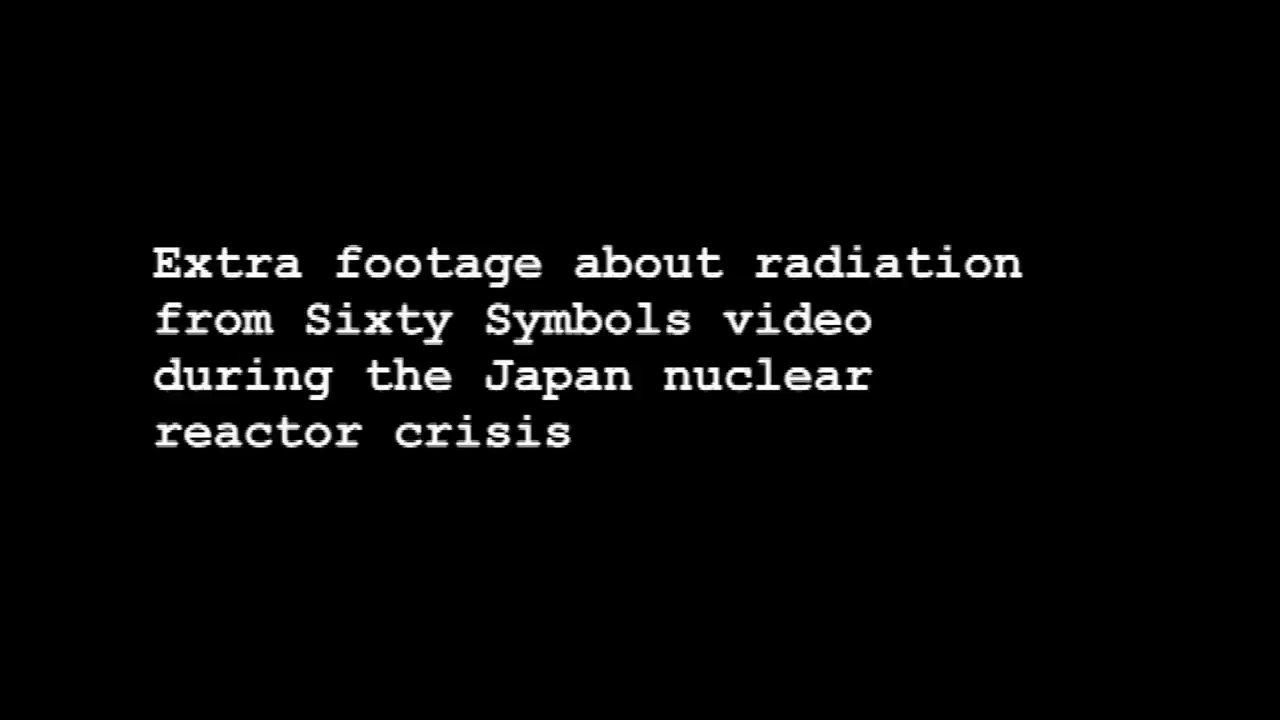 Extra footage about radiation
from Sixty Symbols video
during the Japan nuclear
reactor crisis